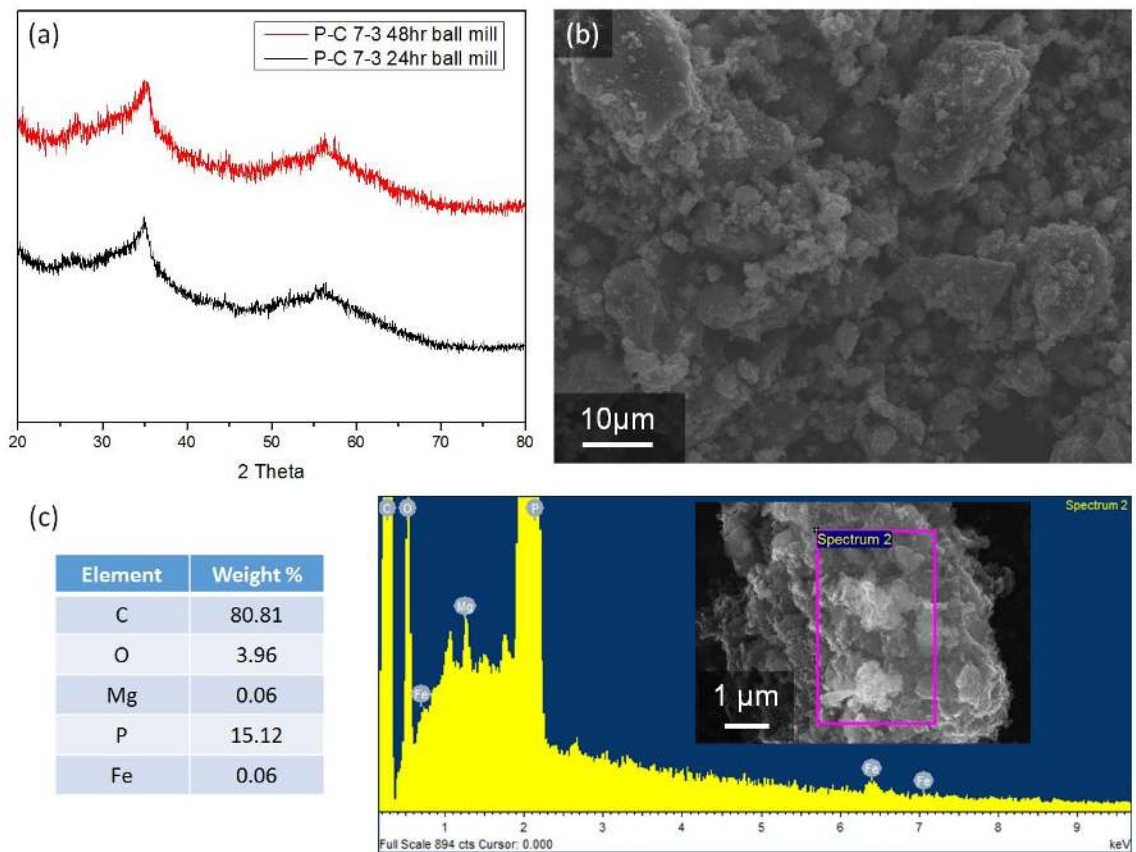 (a)
P-C 7-3 48hr ball mill
P-C 7-3 24hr ball mill
20 30 40 50 60 70 80
2 Theta
(b)
10µm
(c)
Element Weight %
C 80.81
O 3.96
Mg 0.06
P 15.12
Fe 0.06
Spectrum 2
C O P
Mg
Fe
Spectrum 2
1 µm
Fe Fe
1 2 3 4 5 6 7 8 9
Full Scale 894 cts Cursor: 0.000 keV